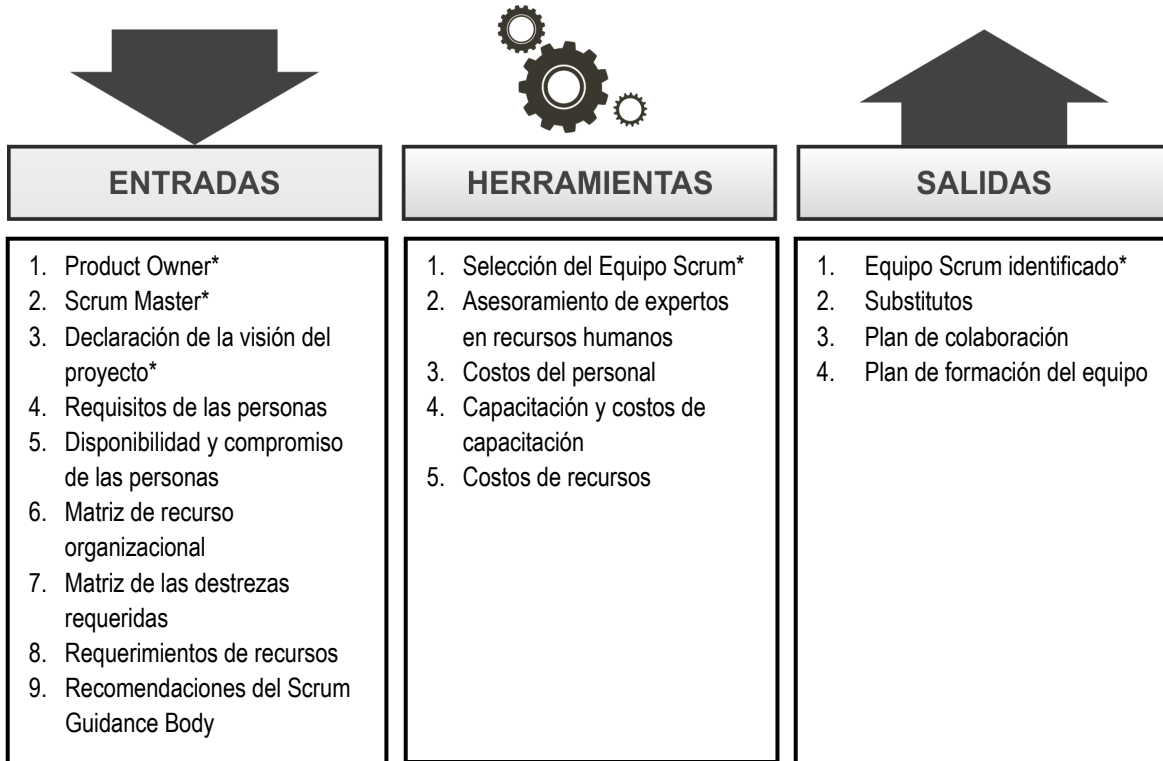 ENTRADAS
1. Product Owner*
2. Scrum Master*
3. Declaración de la visión del
proyecto*
4. Requisitos de las personas
5. Disponibilidad y compromiso
de las personas
6. Matriz de recurso
organizacional
7. Matriz de las destrezas
requeridas
8. Requerimientos de recursos
9. Recomendaciones del Scrum
Guidance Body
HERRAMIENTAS
1. Selección del Equipo Scrum*
2. Asesoramiento de expertos
en recursos humanos
3. Costos del personal
4. Capacitación y costos de
capacitación
5. Costos de recursos
SALIDAS
1. Equipo Scrum identificado*
2. Substitutos
3. Plan de colaboración
4. Plan de formación del equipo